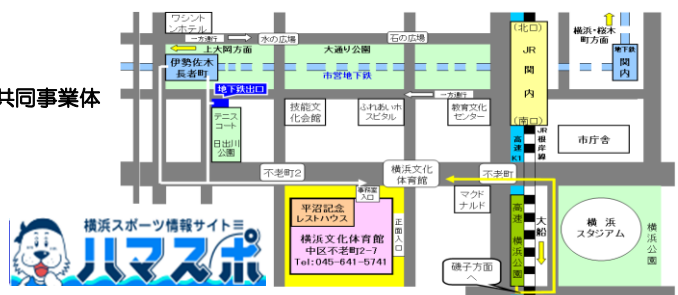 ワシント
ンホテル
一方通行
水の広場
石の広場
一方通行
(北口)
JR
関
内
(南口)
横浜・桜木
町方面
地下鉄
関内
上大岡方面
大通り公園
伊勢佐木
長者町
市営地下鉄
共同事業体
地下鉄出口
一方通行
テニス
コート
日出川
公園
技能文
化会館
ふれあいホ
スピタル
教育文化
センター
高速K1
JR根岸線
市庁舎
不老町2
横浜文化
体育館
不老町
事務室
入口
マクド
ナルド
平沼記念
レストハウス
正面入口
横浜文化体育館
中区不老町2-7
Tel:045-641-5741
高速 横浜公園
大船
横浜
スタジアム
横浜公園
磯子方面
へ
横浜スポーツ情報サイト
ハマスポ